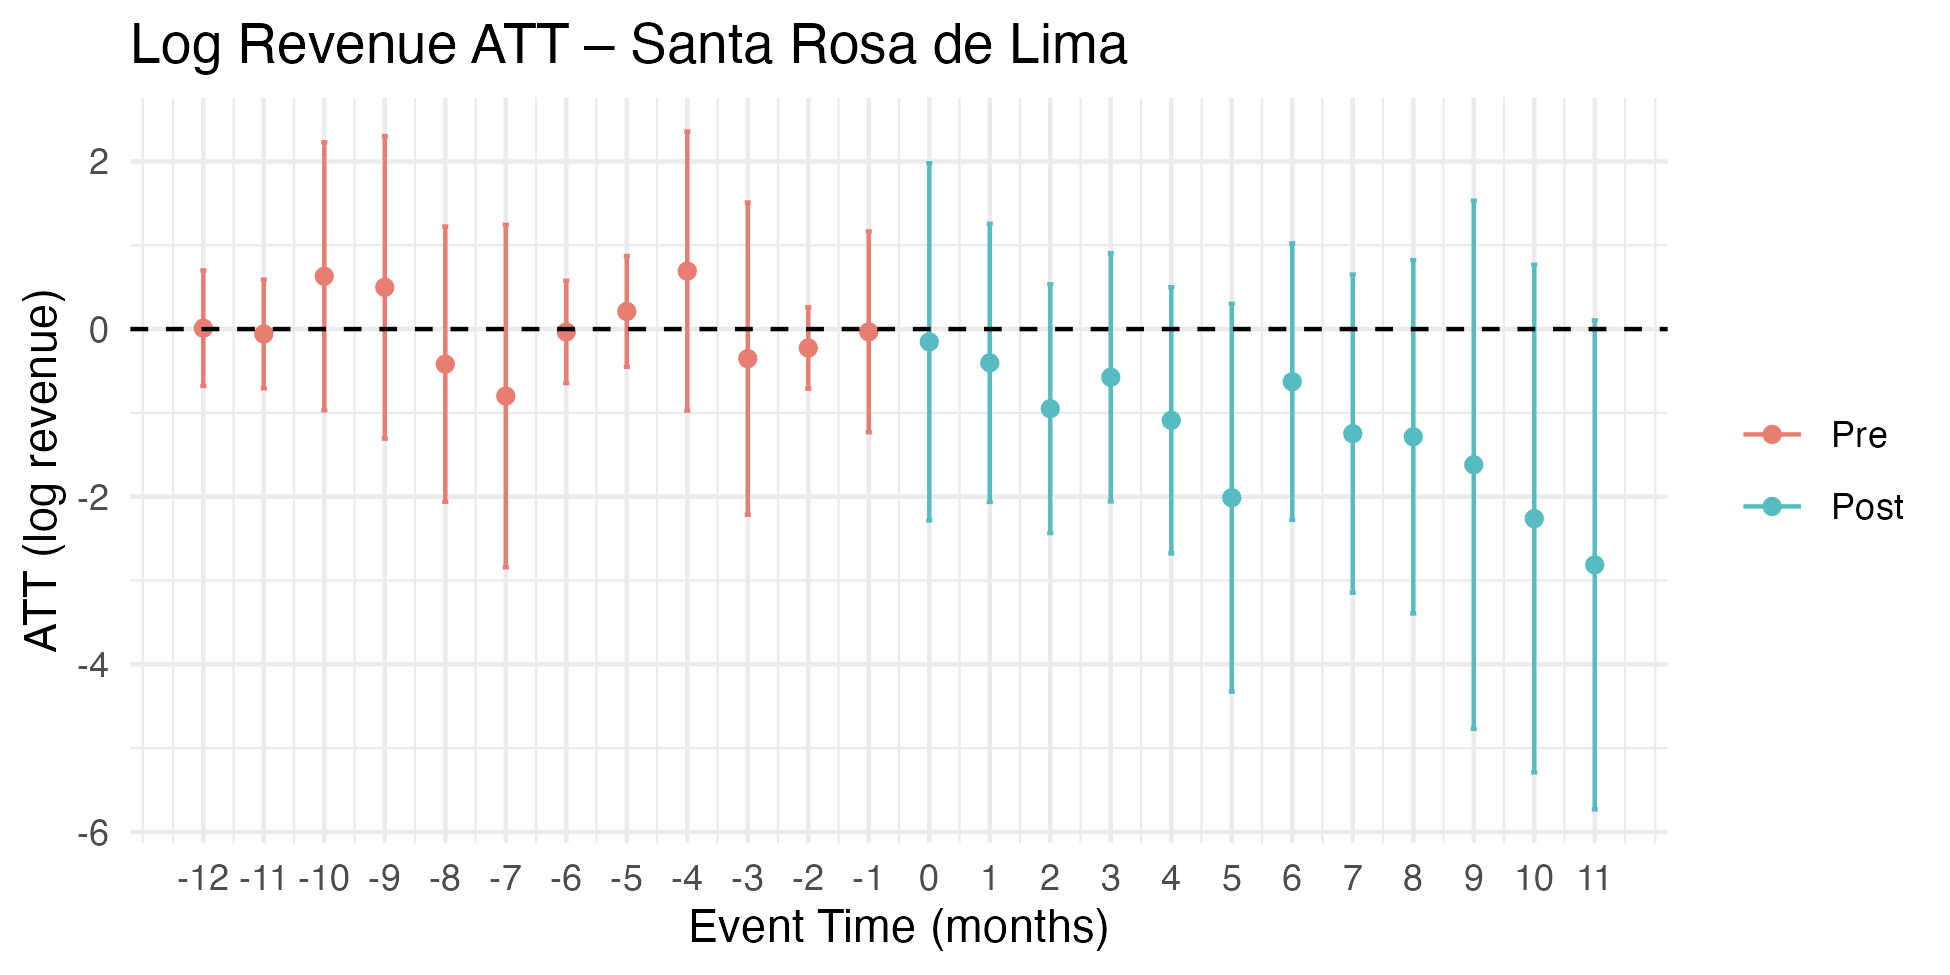 Log Revenue ATT – Santa Rosa de Lima
ATT (log revenue)
2
0
-2
-4
-6
-12 -11 -10 -9 -8 -7 -6 -5 -4 -3 -2 -1 0 1 2 3 4 5 6 7 8 9 10 11
Event Time (months)
Pre
Post